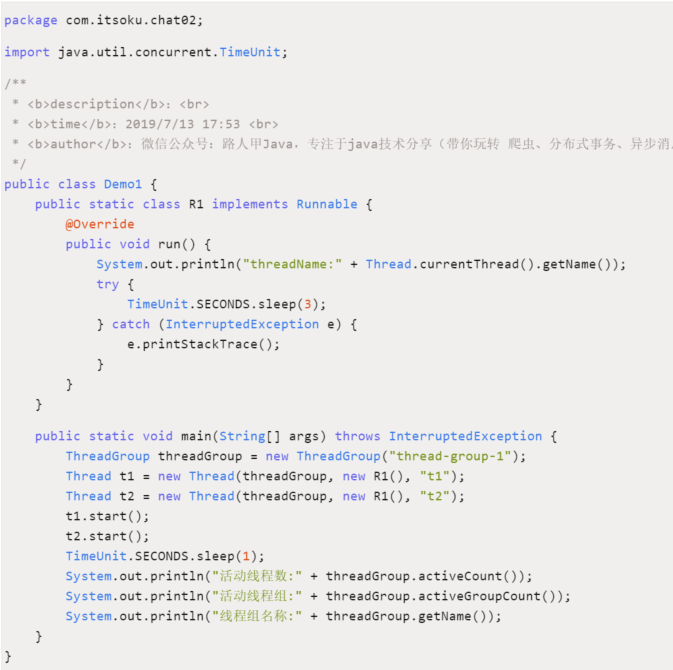 package com.itsoku.chat02;
import java.util.concurrent.TimeUnit;
/**
 * <b>description</b>：<br>
 * <b>time</b>：2019/7/13 17:53 <br>
 * <b>author</b>：微信公众号：路人甲Java，专注于java技术分享（带你玩转 爬虫、分布式事务、异步消
 */
public class Demo1 {
    public static class R1 implements Runnable {
        @Override
        public void run() {
            System.out.println("threadName:" + Thread.currentThread().getName());
            try {
                TimeUnit.SECONDS.sleep(3);
            } catch (InterruptedException e) {
                e.printStackTrace();
            }
        }
    }
    public static void main(String[] args) throws InterruptedException {
        ThreadGroup threadGroup = new ThreadGroup("thread-group-1");
        Thread t1 = new Thread(threadGroup, new R1(), "t1");
        Thread t2 = new Thread(threadGroup, new R1(), "t2");
        t1.start();
        t2.start();
        TimeUnit.SECONDS.sleep(1);
        System.out.println("活动线程数:" + threadGroup.activeCount());
        System.out.println("活动线程组:" + threadGroup.activeGroupCount());
        System.out.println("线程组名称:" + threadGroup.getName());
    }
}